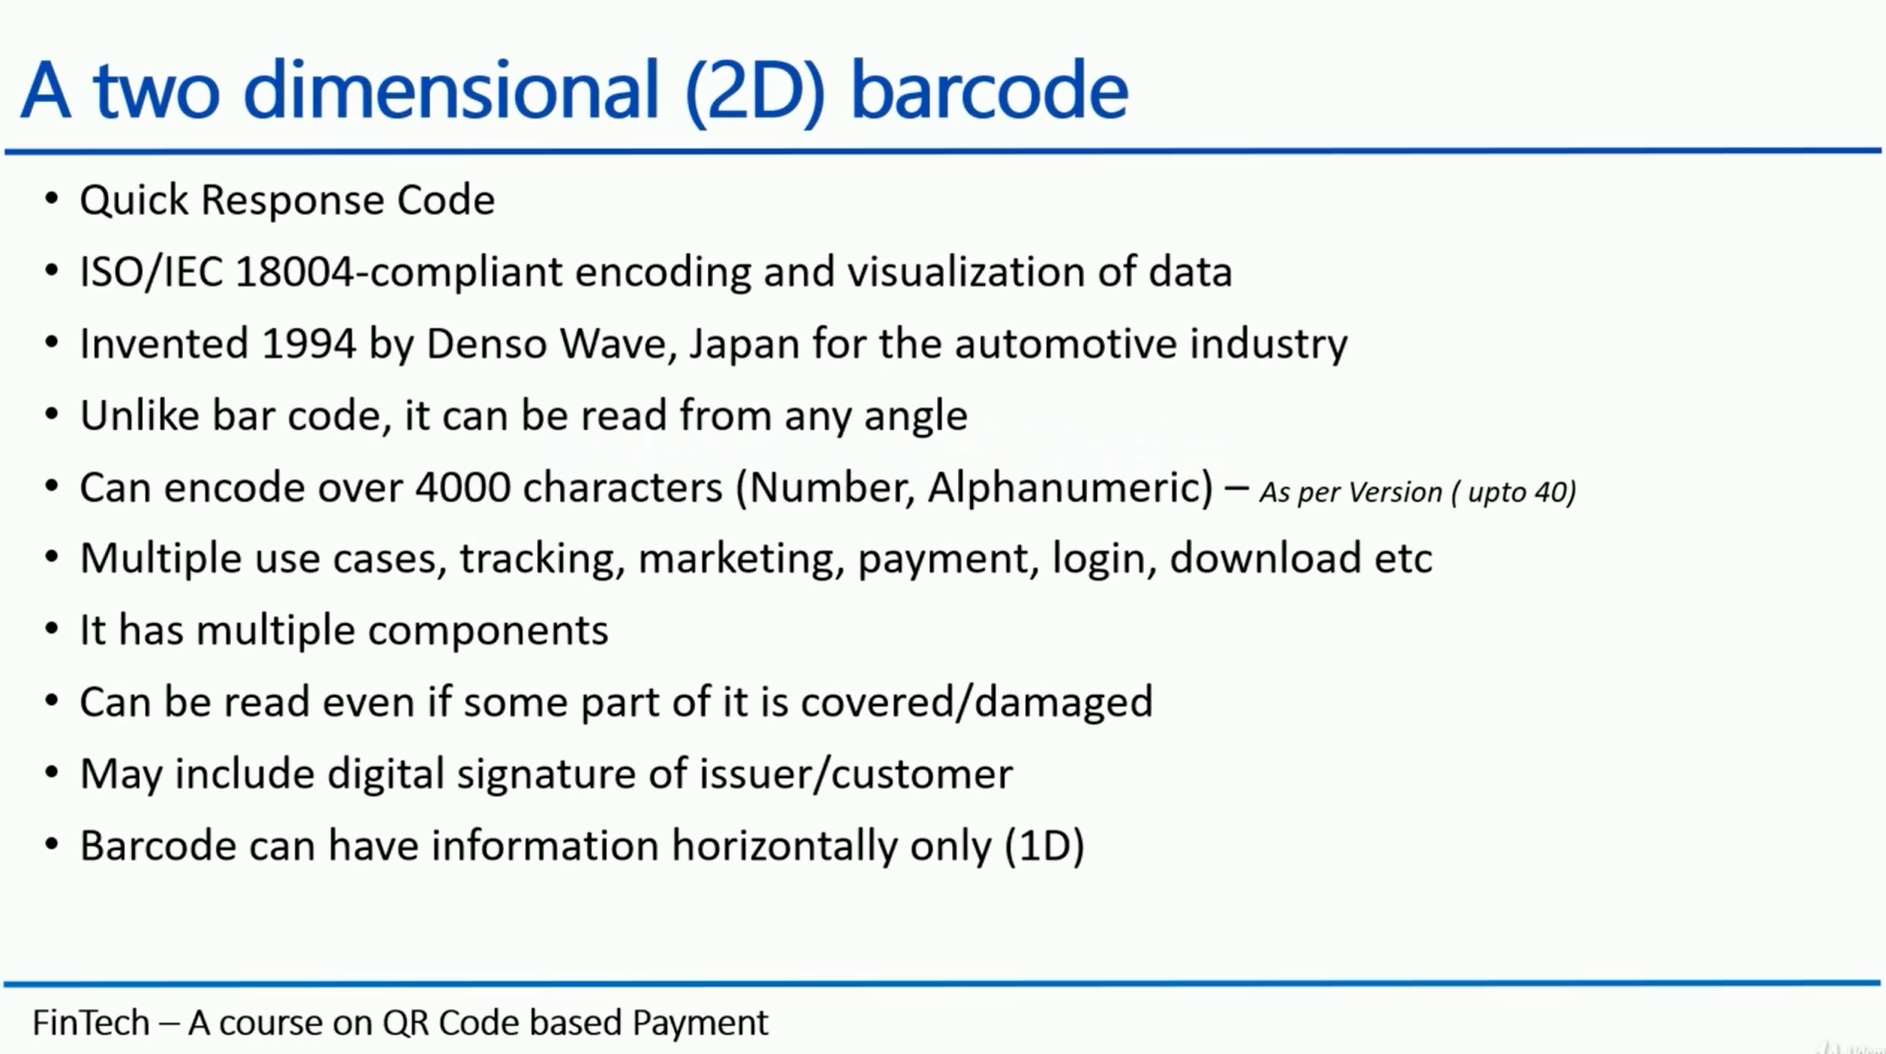 A two dimensional (2D) barcode
• Quick Response Code
• ISO/IEC 18004-compliant encoding and visualization of data
• Invented 1994 by Denso Wave, Japan for the automotive industry
• Unlike bar code, it can be read from any angle
• Can encode over 4000 characters (Number, Alphanumeric) – As per Version ( upto 40)
• Multiple use cases, tracking, marketing, payment, login, download etc
• It has multiple components
• Can be read even if some part of it is covered/damaged
• May include digital signature of issuer/customer
• Barcode can have information horizontally only (1D)
FinTech – A course on QR Code based Payment